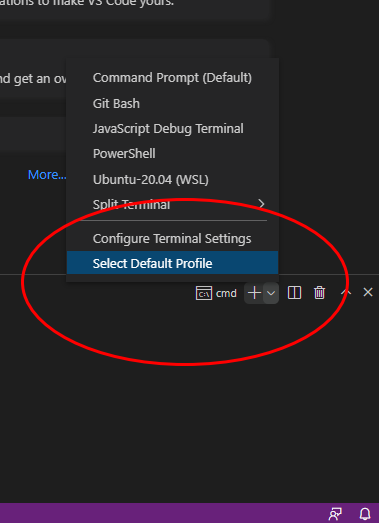 ations to make VS Code yours.
nd get an ov
Command Prompt (Default)
Git Bash
JavaScript Debug Terminal
PowerShell
Ubuntu-20.04 (WSL)
More...
Split Terminal
Configure Terminal Settings
Select Default Profile
C:\ cmd